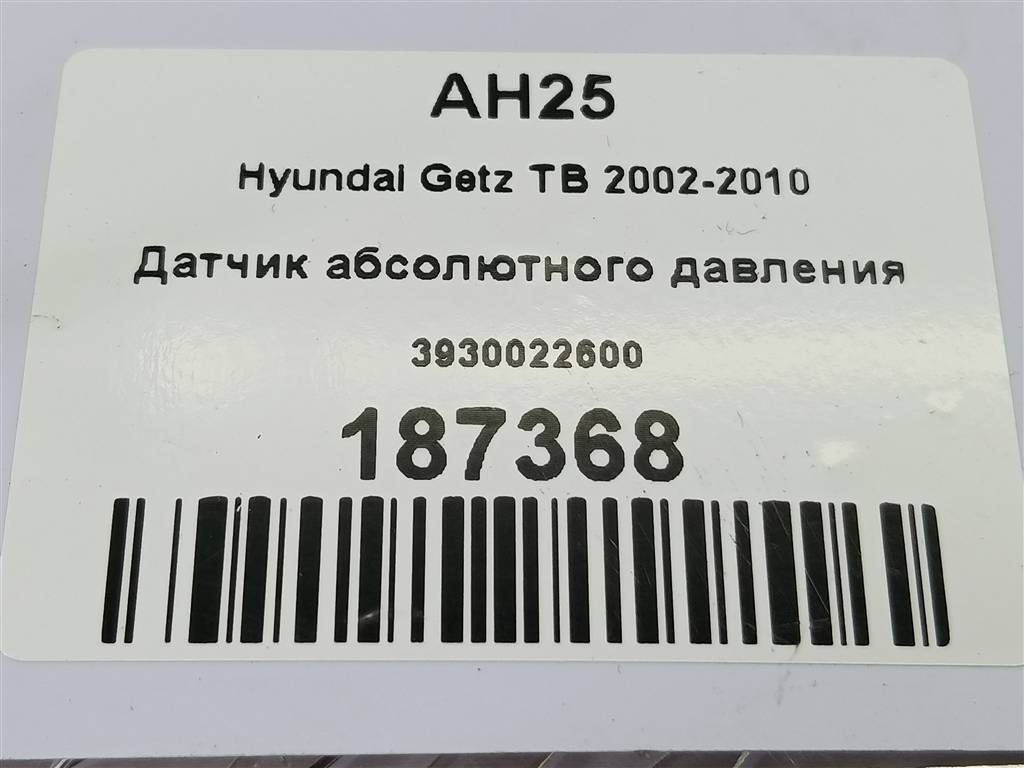 AH25
Hyundai Getz TB 2002-2010
Датчик абсолютного давления
3930022600
187368